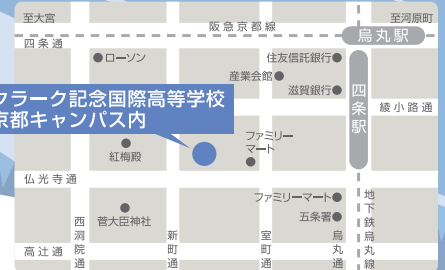 至大宮
至河原町
阪急京都線
烏丸駅
四条通
ローソン
住友信託銀行
産業会館
滋賀銀行
四条駅
綾小路通
クラーク記念国際高等学校
京都キャンパス内
紅梅殿
ファミリー
マート
仏光寺通
ファミリーマート
五条署
菅大臣神社
高辻通
西洞院通
新町通
室町通
烏丸通
地下鉄烏丸線